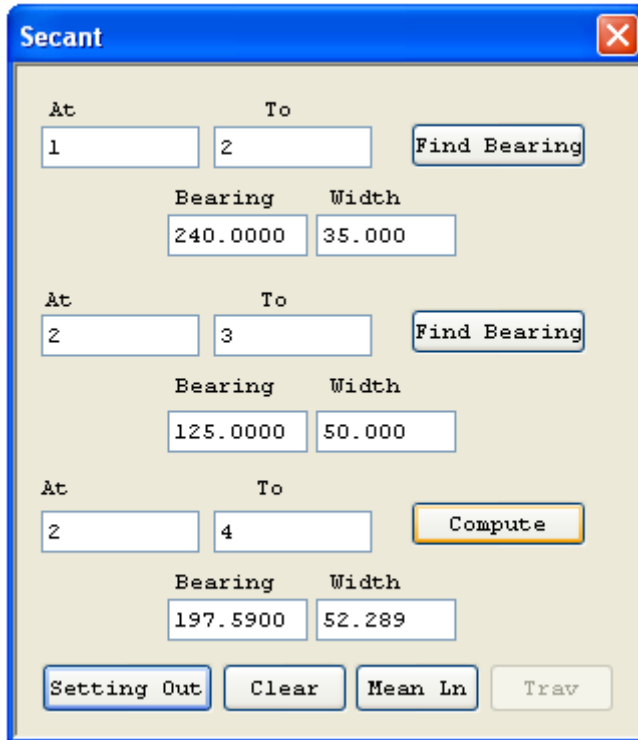 Secant
At To
1 2 Find Bearing
Bearing Width
240.0000 35.000
At To
2 3 Find Bearing
Bearing Width
125.0000 50.000
At To
2 4 Compute
Bearing Width
197.5900 52.289
Setting Out Clear Mean Ln Trav